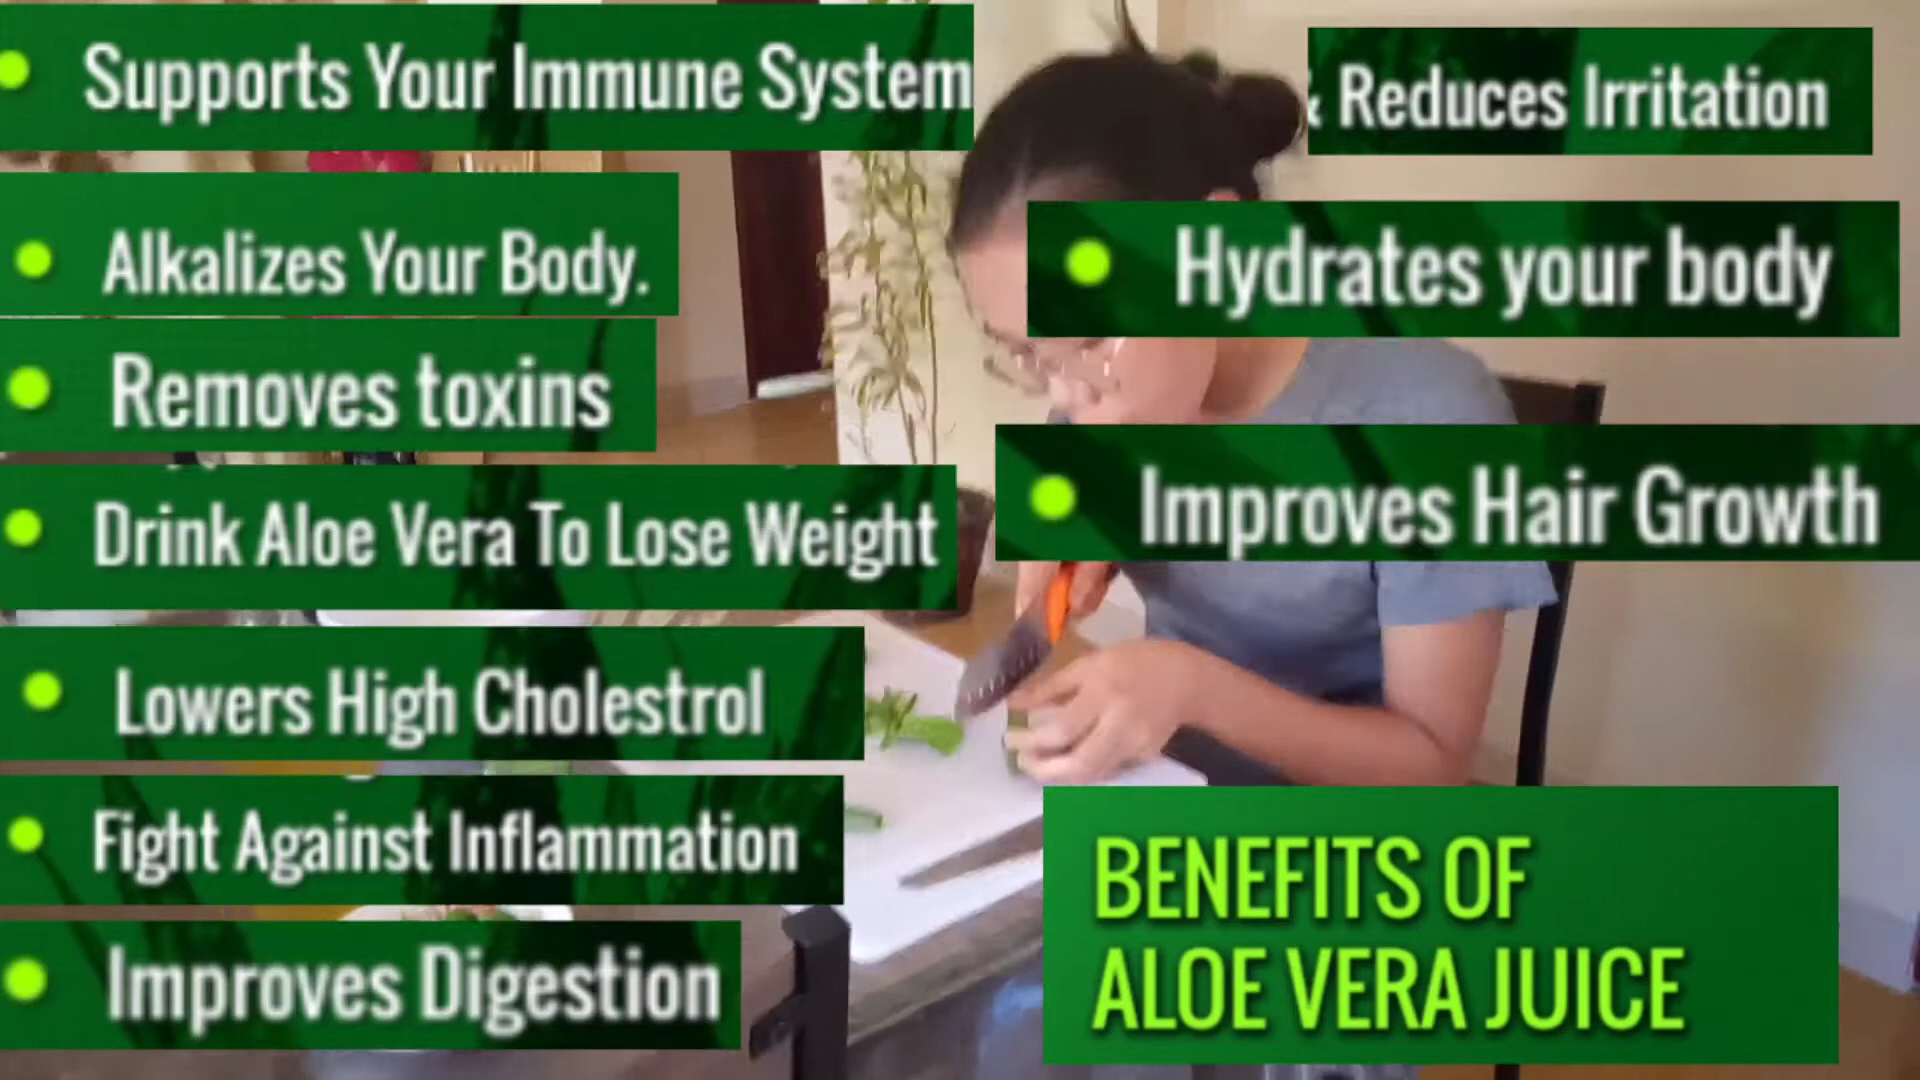 Supports Your Immune System
Alkalizes Your Body.
Removes toxins
Drink Aloe Vera To Lose Weight
Lowers High Cholestrol
Fight Against Inflammation
Improves Digestion
& Reduces Irritation
Hydrates your body
Improves Hair Growth
BENEFITS OF
ALOE VERA JUICE